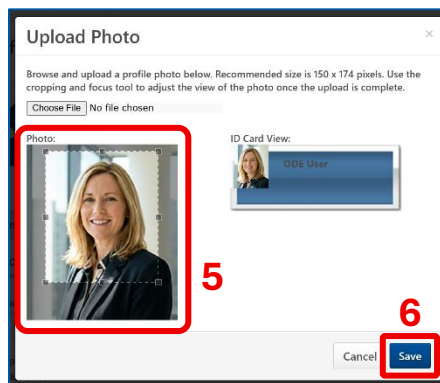 Upload Photo ×
Browse and upload a profile photo below. Recommended size is 150 x 174 pixels. Use the
cropping and focus tool to adjust the view of the photo once the upload is complete.
Choose File No file chosen
Photo: ID Card View:
ODE User
5
6
Cancel Save